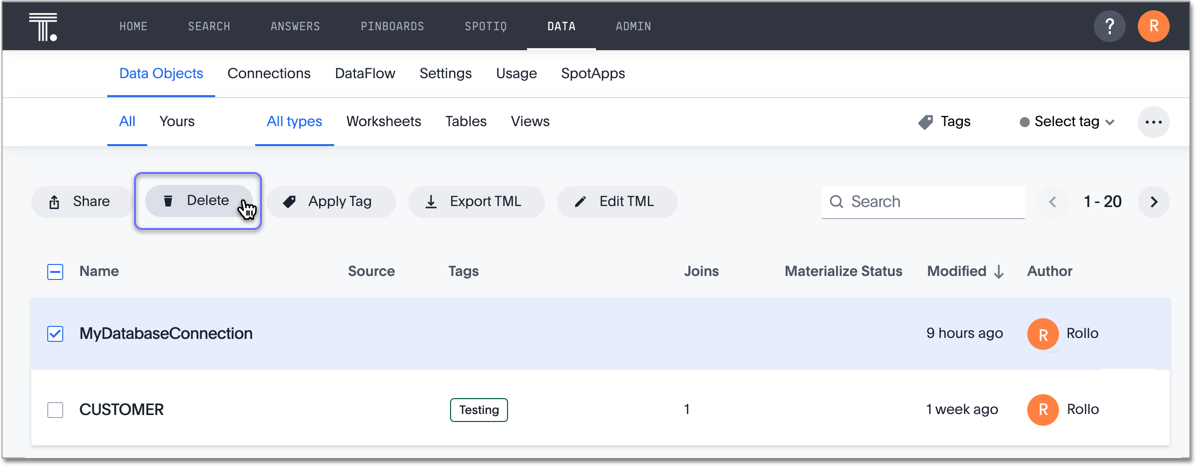 T. HOME SEARCH ANSWERS PINBOARDS SPOTIQ DATA ADMIN ? R
Data Objects Connections DataFlow Settings Usage SpotApps
All Yours All types Worksheets Tables Views Tags Select tag
Share Delete Apply Tag Export TML Edit TML Search 1 - 20
Name Source Tags Joins Materialize Status Modified Author
MyDatabaseConnection 9 hours ago R Rollo
CUSTOMER Testing 1 1 week ago R Rollo